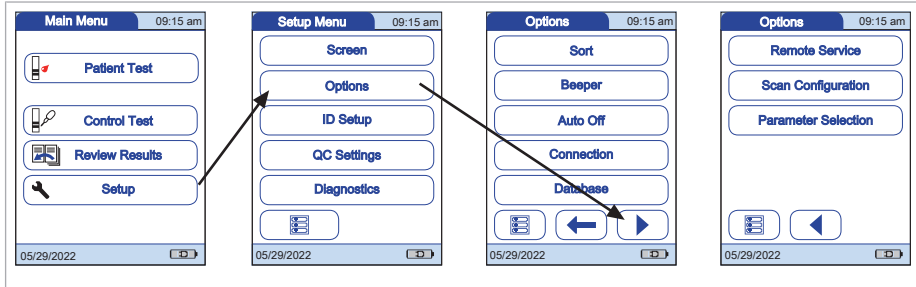 Main Menu 09:15 am
Patient Test
Control Test
Review Results
Setup
05/29/2022
Setup Menu 09:15 am
Screen
Options
ID Setup
QC Settings
Diagnostics
05/29/2022
Options 09:15 am
Sort
Beeper
Auto Off
Connection
Database
05/29/2022
Options 09:15 am
Remote Service
Scan Configuration
Parameter Selection
05/29/2022